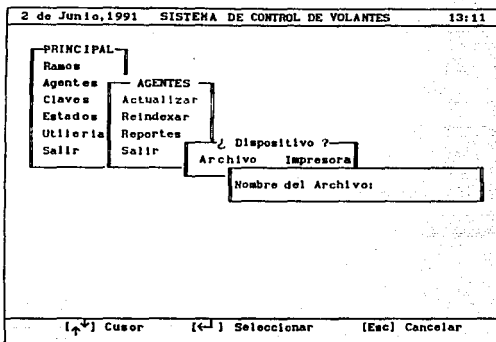 2 de Junio,1991 SISTEMA DE CONTROL DE VOLANTES 13:11
PRINCIPAL
Ramos
Agentes
Claves
Estados
Utileria
Salir
AGENTES
Actualizar
Reindexar
Reportes
Salir
¿ Dispositivo ?
Archivo Impresora
Nombre del Archivo:
[↑↓] Cusor [↵] Seleccionar [Esc] Cancelar